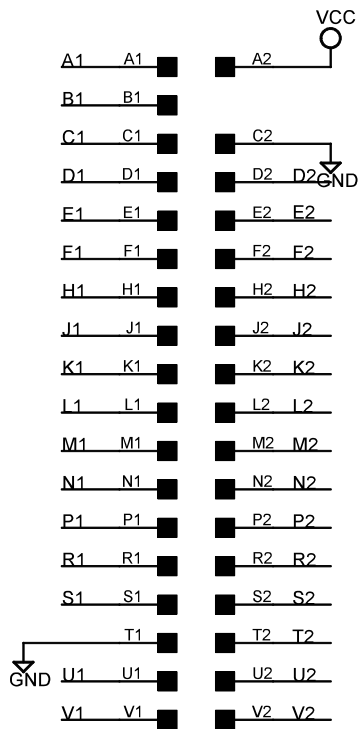 VCC
A1 A1 A2
B1 B1
C1 C1 C2
D1 D1 D2 D2
GND
E1 E1 E2 E2
F1 F1 F2 F2
H1 H1 H2 H2
J1 J1 J2 J2
K1 K1 K2 K2
L1 L1 L2 L2
M1 M1 M2 M2
N1 N1 N2 N2
P1 P1 P2 P2
R1 R1 R2 R2
S1 S1 S2 S2
T1 T2 T2
GND U1 U1 U2 U2
V1 V1 V2 V2